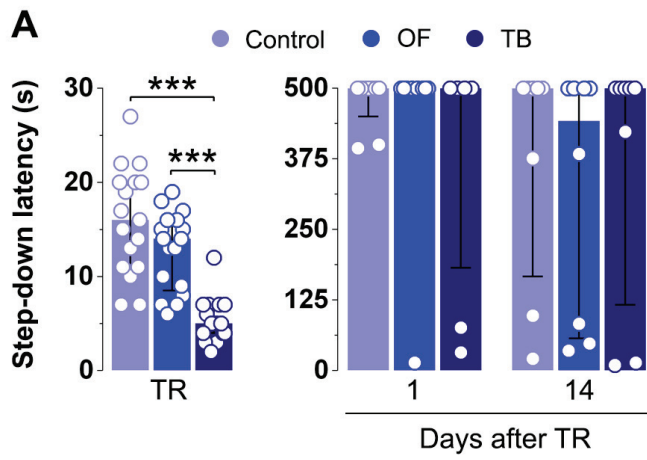 A
Control OF TB
Step-down latency (s)
30
20
10
0
***
***
TR
500
375
250
125
0
1 14
Days after TR